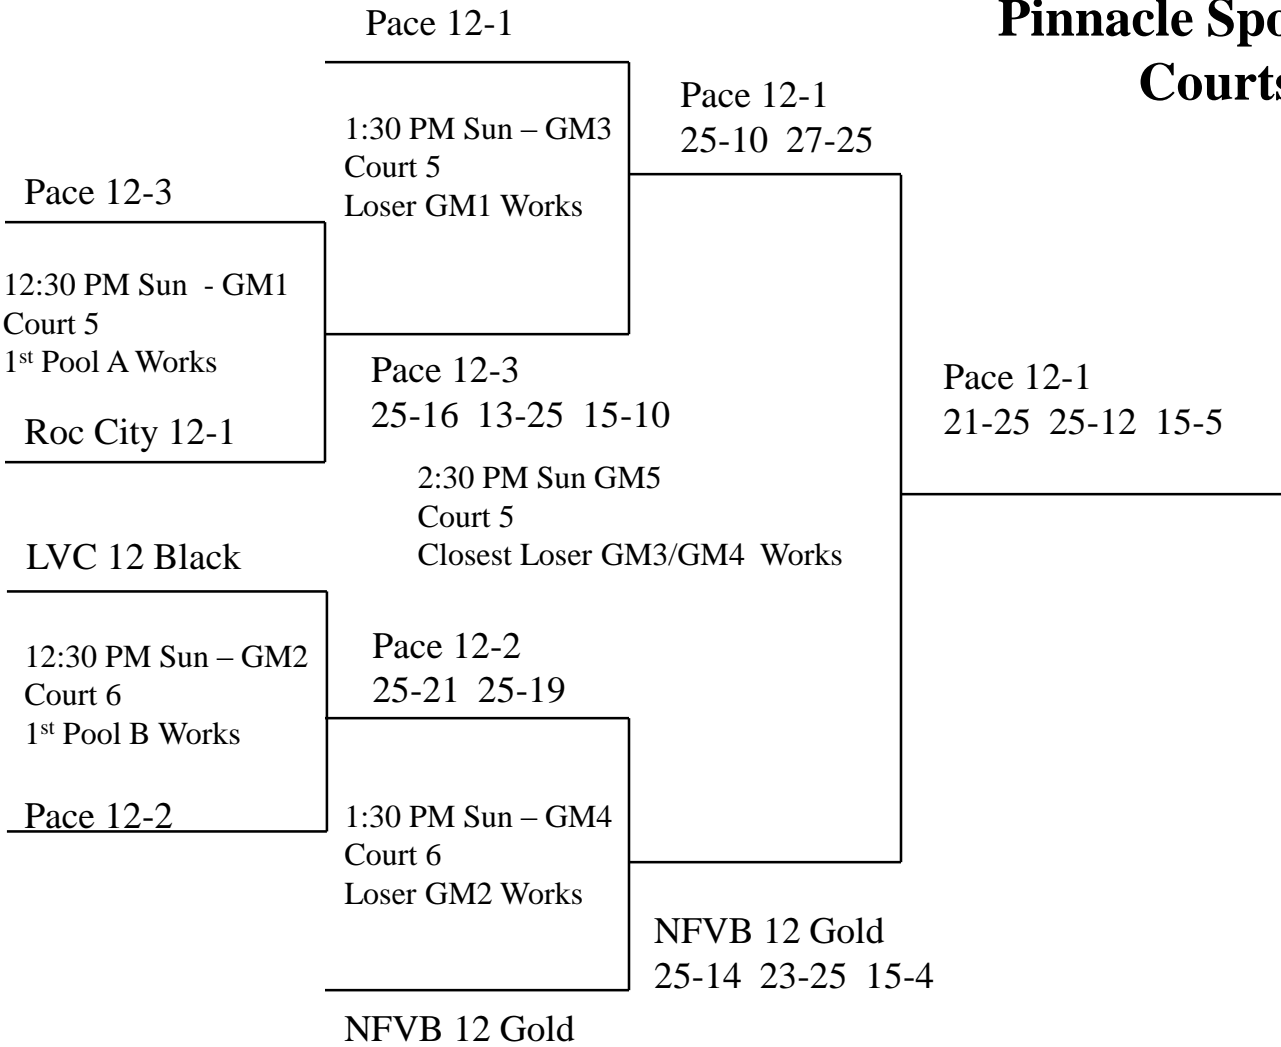 Pace 12-1
Pinnacle Spo
Courts
Pace 12-1
25-10  27-25
1:30 PM Sun – GM3
Court 5
Loser GM1 Works
Pace 12-3
12:30 PM Sun  - GM1
Court 5
1st Pool A Works
Roc City 12-1
Pace 12-3
25-16  13-25  15-10
Pace 12-1
21-25  25-12  15-5
2:30 PM Sun GM5
Court 5
Closest Loser GM3/GM4  Works
LVC 12 Black
12:30 PM Sun – GM2
Court 6
1st Pool B Works
Pace 12-2
Pace 12-2
25-21  25-19
1:30 PM Sun – GM4
Court 6
Loser GM2 Works
NFVB 12 Gold
25-14  23-25  15-4
NFVB 12 Gold